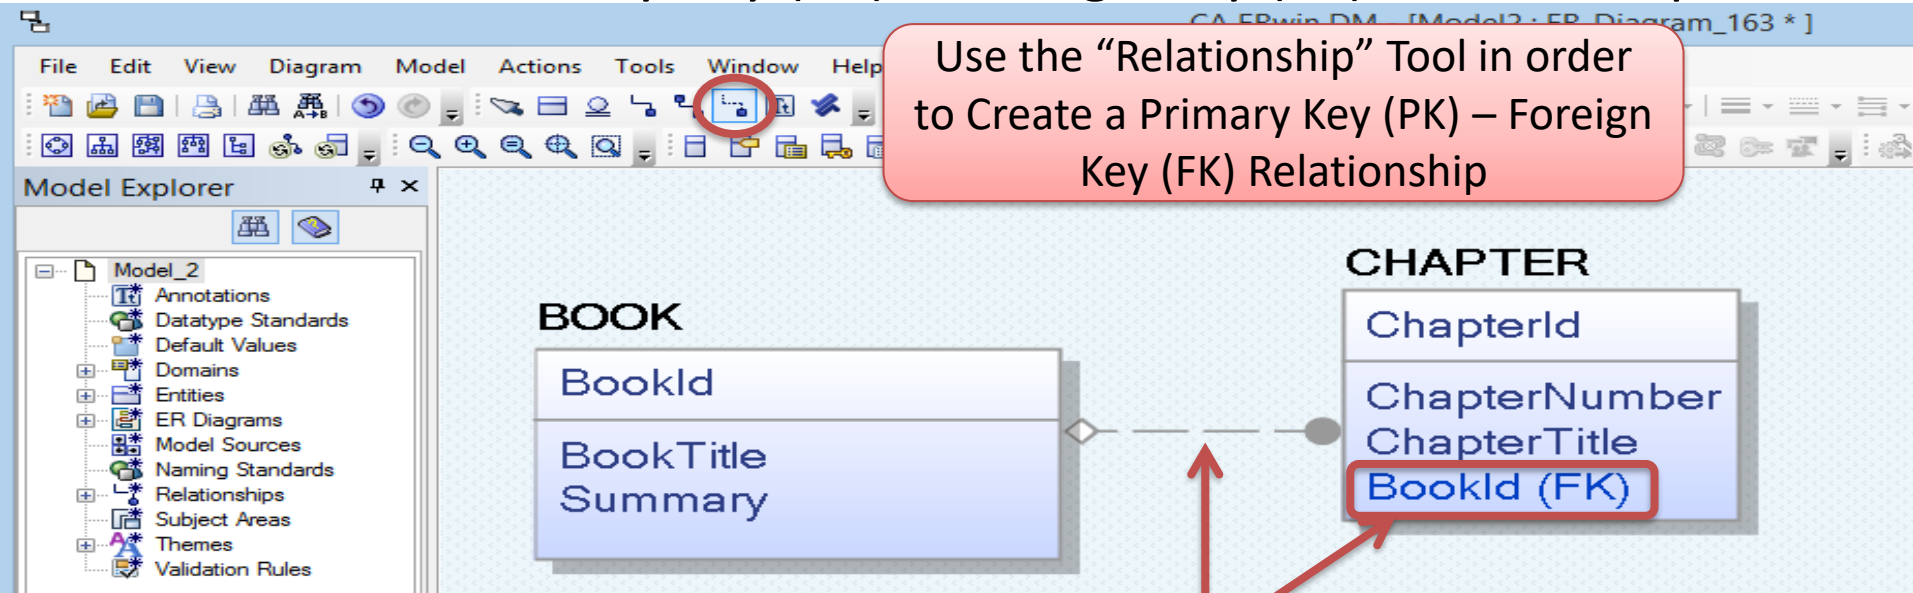 CA ERwin DM - [Model2 : ER_Diagram_163 * ]
File Edit View Diagram Model Actions Tools Window Help
Use the “Relationship” Tool in order
to Create a Primary Key (PK) – Foreign
Key (FK) Relationship
Model Explorer
Model_2
Annotations
Datatype Standards
Default Values
Domains
Entities
ER Diagrams
Model Sources
Naming Standards
Relationships
Subject Areas
Themes
Validation Rules
BOOK
BookId
BookTitle
Summary
CHAPTER
ChapterId
ChapterNumber
ChapterTitle
BookId (FK)